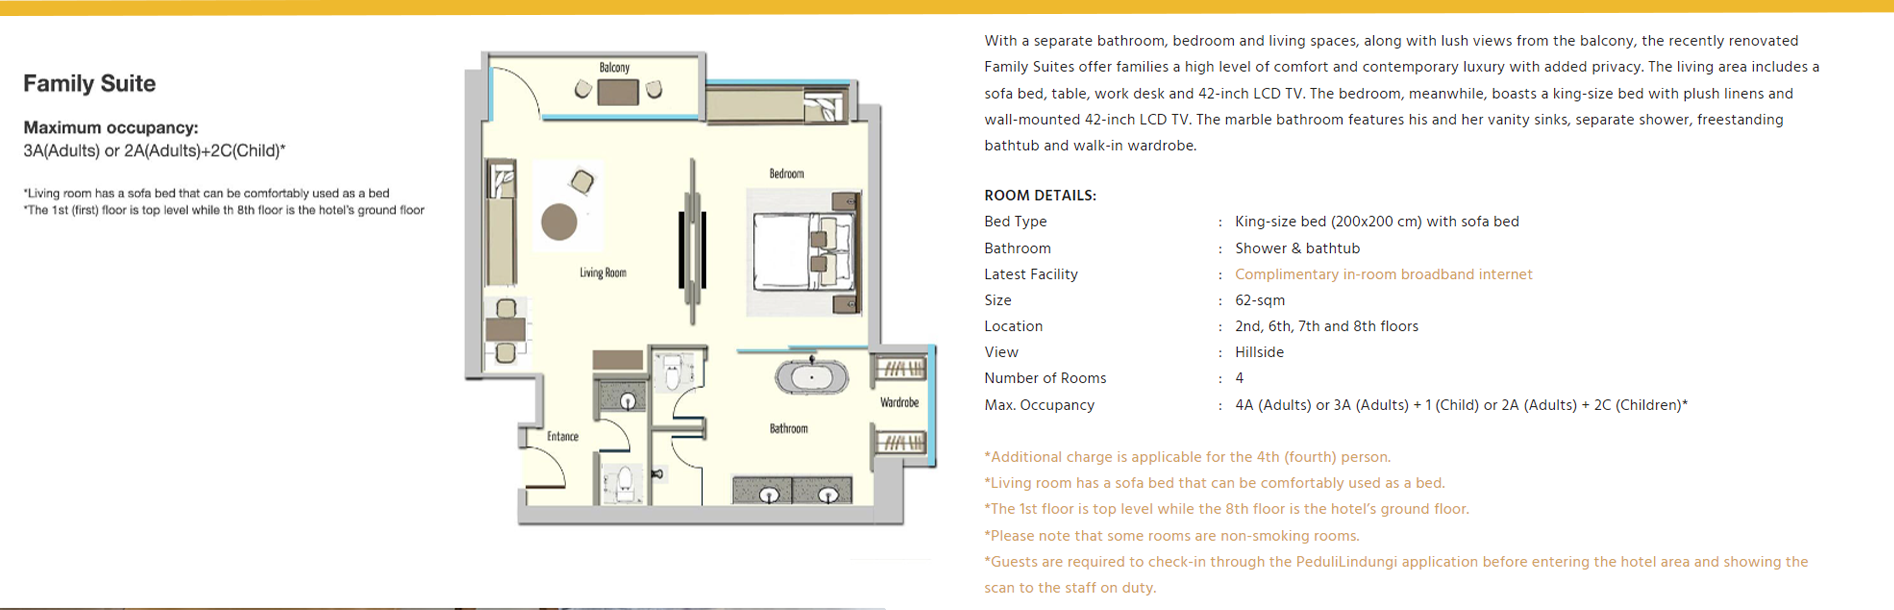 Family Suite
Maximum occupancy:
3A(Adults) or 2A(Adults)+2C(Child)*
*Living room has a sofa bed that can be comfortably used as a bed
*The 1st (first) floor is top level while th 8th floor is the hotel's ground floor
Balcony
Bedroom
Living Room
Wardrobe
Bathroom
Entance
With a separate bathroom, bedroom and living spaces, along with lush views from the balcony, the recently renovated
Family Suites offer families a high level of comfort and contemporary luxury with added privacy. The living area includes a
sofa bed, table, work desk and 42-inch LCD TV. The bedroom, meanwhile, boasts a king-size bed with plush linens and
wall-mounted 42-inch LCD TV. The marble bathroom features his and her vanity sinks, separate shower, freestanding
bathtub and walk-in wardrobe.
ROOM DETAILS:
Bed Type : King-size bed (200x200 cm) with sofa bed
Bathroom : Shower & bathtub
Latest Facility : Complimentary in-room broadband internet
Size : 62-sqm
Location : 2nd, 6th, 7th and 8th floors
View : Hillside
Number of Rooms : 4
Max. Occupancy : 4A (Adults) or 3A (Adults) + 1 (Child) or 2A (Adults) + 2C (Children)*
*Additional charge is applicable for the 4th (fourth) person.
*Living room has a sofa bed that can be comfortably used as a bed.
*The 1st floor is top level while the 8th floor is the hotel's ground floor.
*Please note that some rooms are non-smoking rooms.
*Guests are required to check-in through the PeduliLindungi application before entering the hotel area and showing the
scan to the staff on duty.